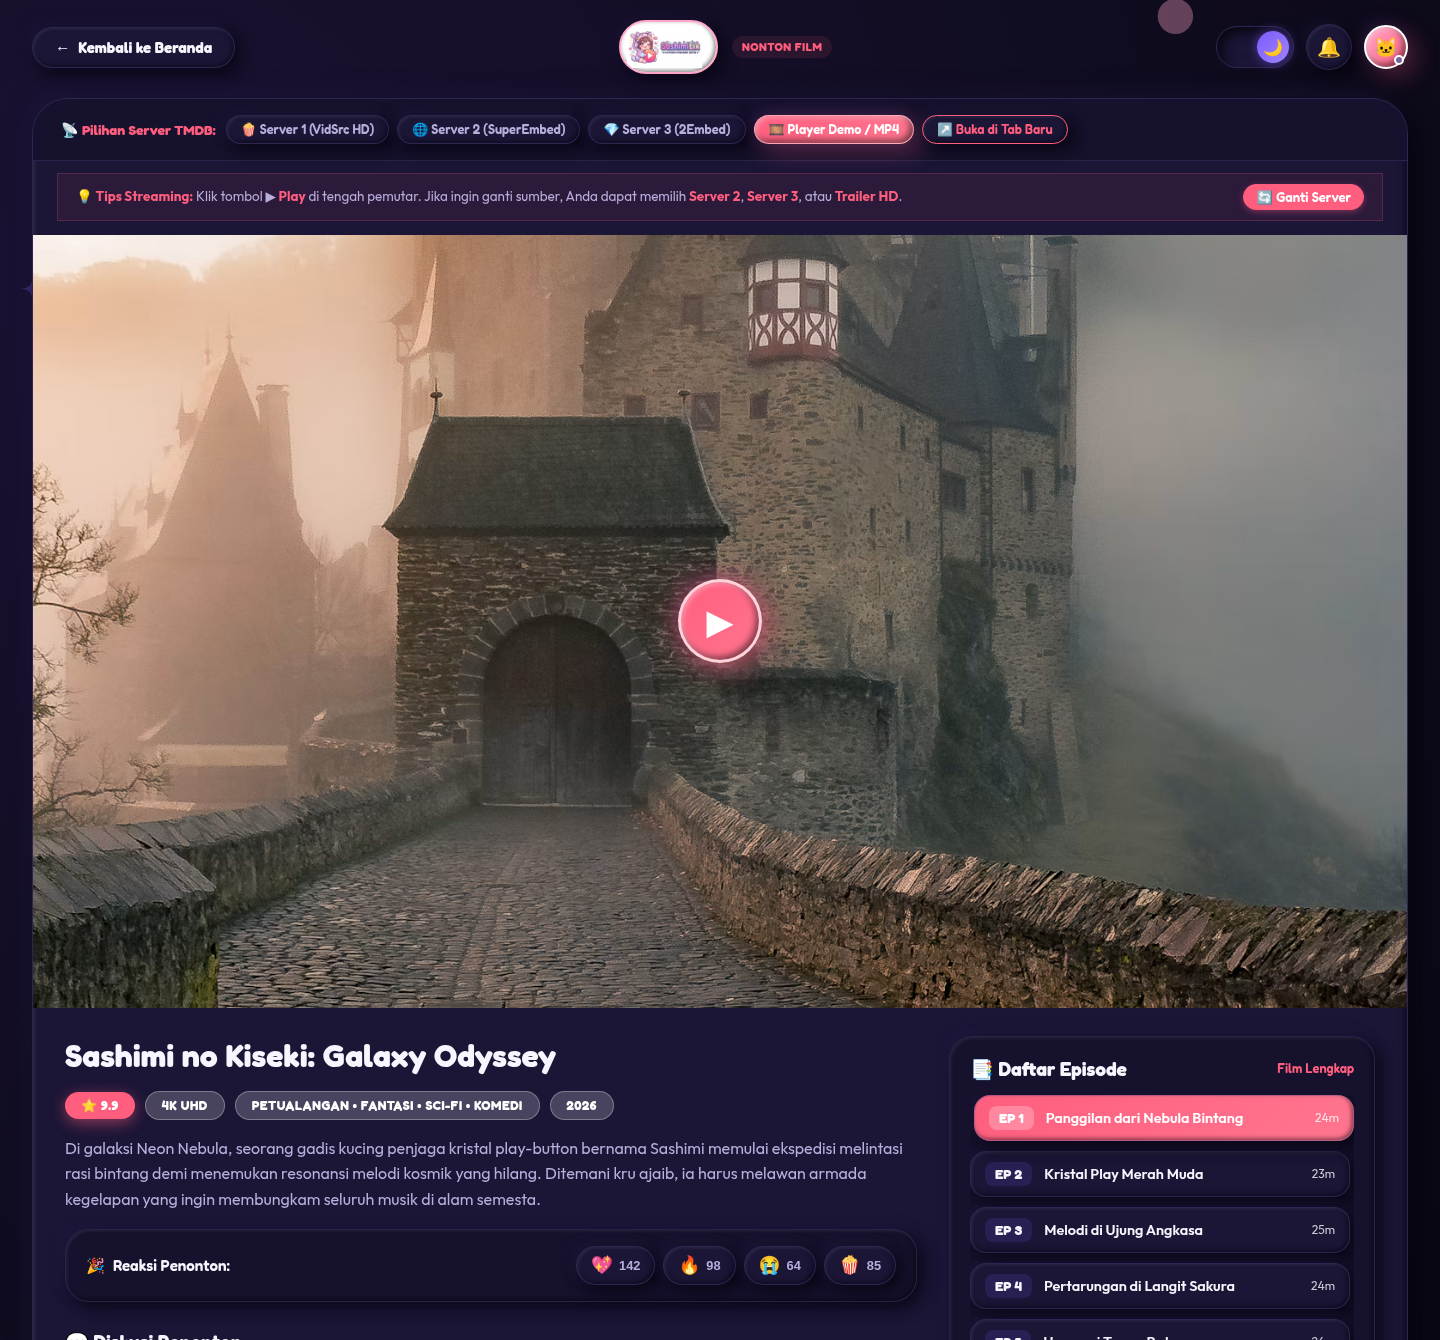 ← Kembali ke Beranda
NONTON FILM
📡 Pilihan Server TMDB:
🍿 Server 1 (VidSrc HD)
🌐 Server 2 (SuperEmbed)
💎 Server 3 (2Embed)
🎞️ Player Demo / MP4
↗️ Buka di Tab Baru
💡 Tips Streaming: Klik tombol ▶ Play di tengah pemutar. Jika ingin ganti sumber, Anda dapat memilih Server 2, Server 3, atau Trailer HD.
🔄 Ganti Server
Sashimi no Kiseki: Galaxy Odyssey
⭐ 9.9
4K UHD
PETUALANGAN • FANTASI • SCI-FI • KOMEDI
2026
Di galaksi Neon Nebula, seorang gadis kucing penjaga kristal play-button bernama Sashimi memulai ekspedisi melintasi
rasi bintang demi menemukan resonansi melodi kosmik yang hilang. Ditemani kru ajaib, ia harus melawan armada
kegelapan yang ingin membungkam seluruh musik di alam semesta.
🎉 Reaksi Penonton:
💖 142
🔥 98
😭 64
🍿 85
📑 Daftar Episode
Film Lengkap
EP 1 Panggilan dari Nebula Bintang 24m
EP 2 Kristal Play Merah Muda 23m
EP 3 Melodi di Ujung Angkasa 25m
EP 4 Pertarungan di Langit Sakura 24m